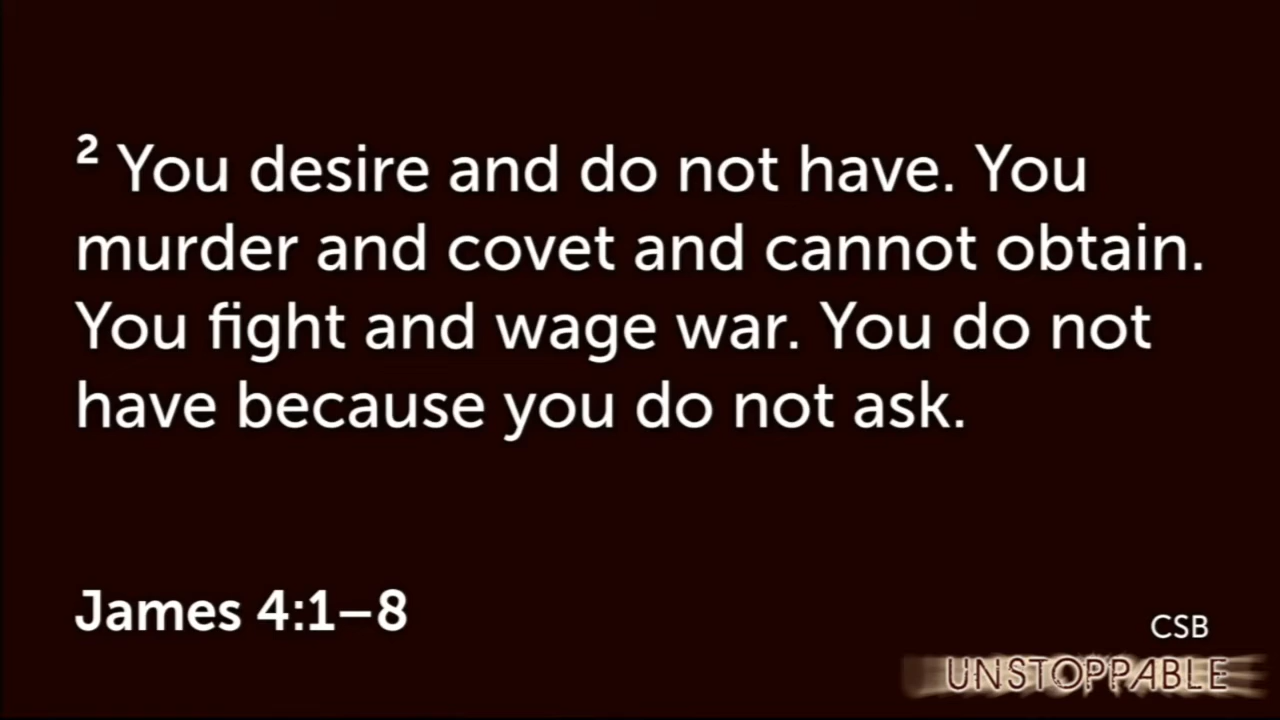 ² You desire and do not have. You
murder and covet and cannot obtain.
You fight and wage war. You do not
have because you do not ask.
James 4:1–8
CSB
UNSTOPPABLE